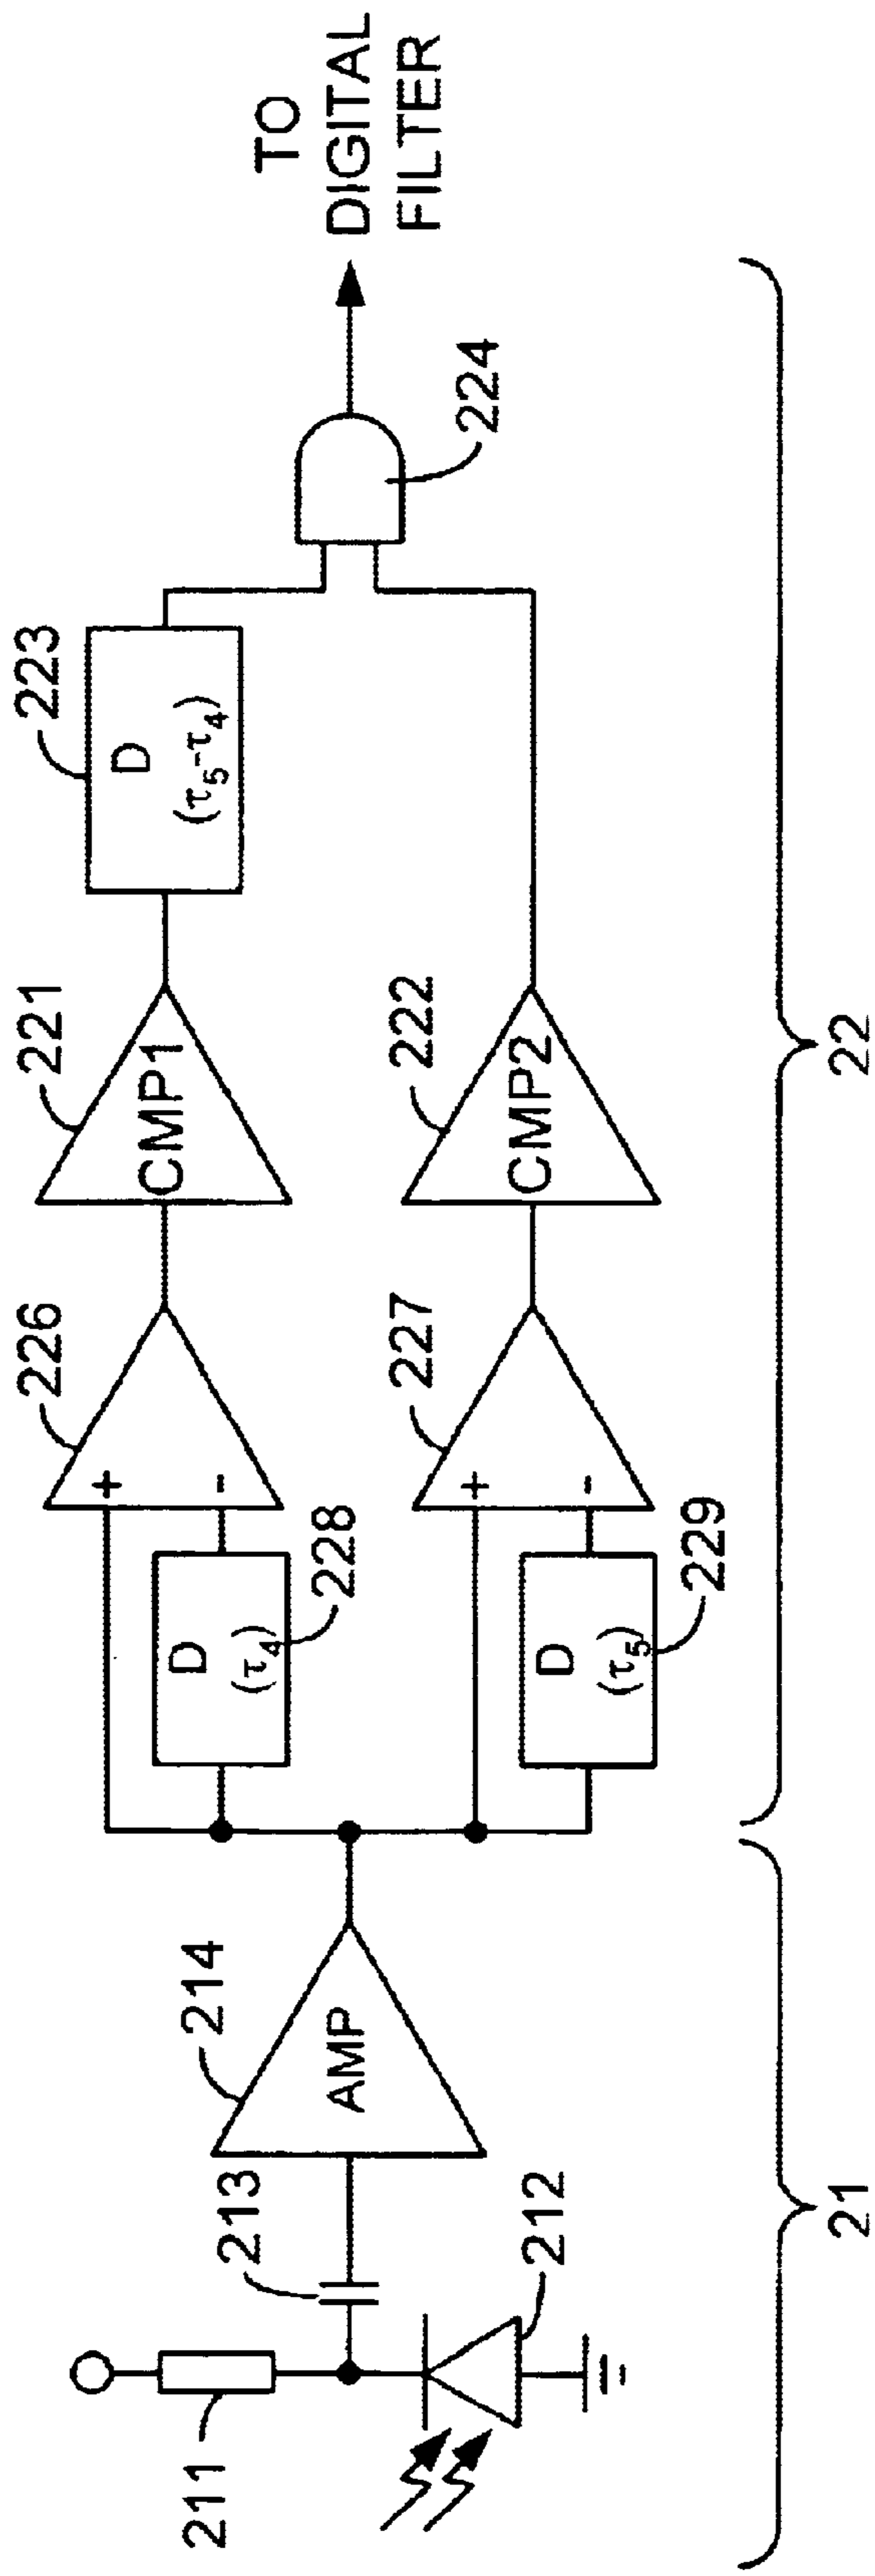 211
212
213
214
AMP
21
D
(τ4)
228
D
(τ5)
229
+
-
226
+
-
227
CMP1
221
CMP2
222
D
(τ5-τ4)
223
224
22
TO
DIGITAL
FILTER